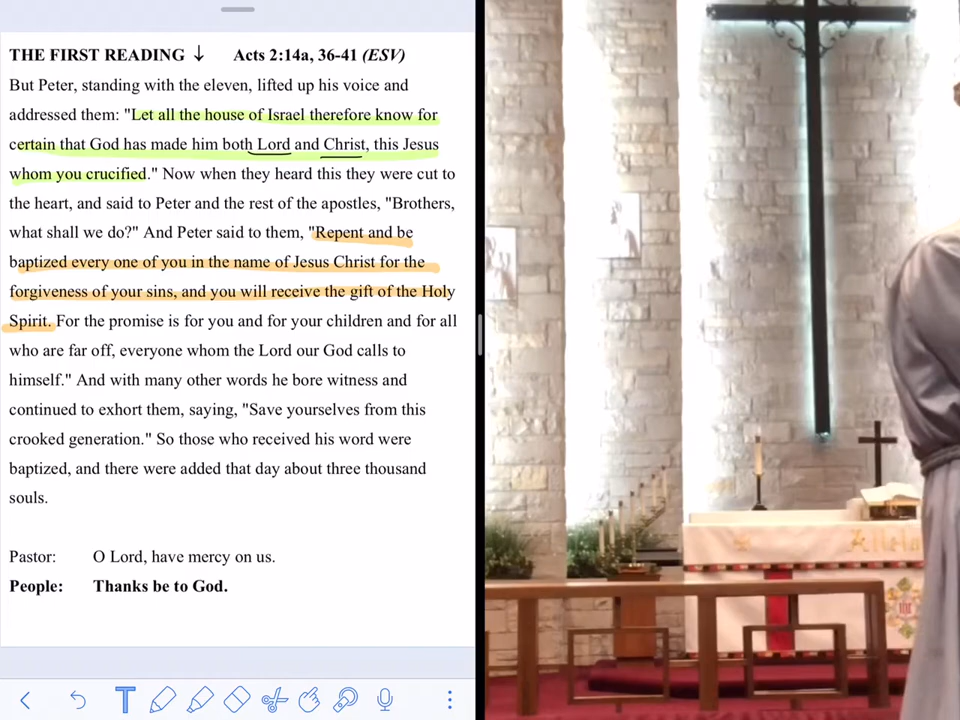 THE FIRST READING ↓ Acts 2:14a, 36-41 (ESV)
But Peter, standing with the eleven, lifted up his voice and
addressed them: "Let all the house of Israel therefore know for
certain that God has made him both Lord and Christ, this Jesus
whom you crucified." Now when they heard this they were cut to
the heart, and said to Peter and the rest of the apostles, "Brothers,
what shall we do?" And Peter said to them, "Repent and be
baptized every one of you in the name of Jesus Christ for the
forgiveness of your sins, and you will receive the gift of the Holy
Spirit. For the promise is for you and for your children and for all
who are far off, everyone whom the Lord our God calls to
himself." And with many other words he bore witness and
continued to exhort them, saying, "Save yourselves from this
crooked generation." So those who received his word were
baptized, and there were added that day about three thousand
souls.
Pastor: O Lord, have mercy on us.
People: Thanks be to God.